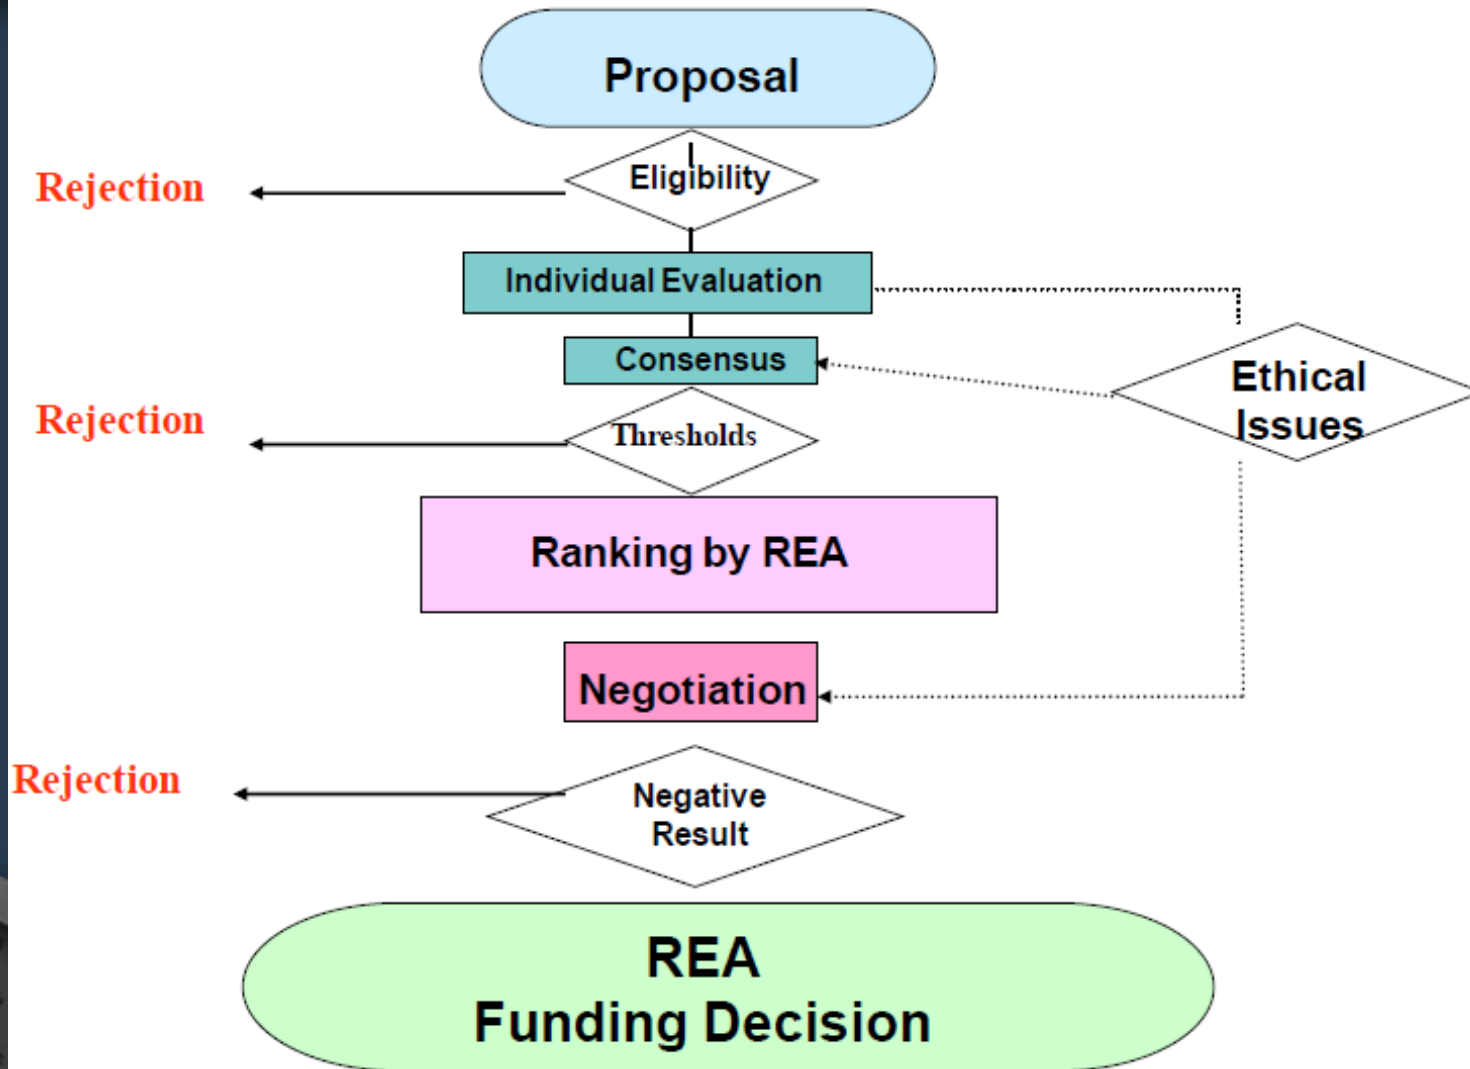 Proposal
Rejection
Eligibility
Individual Evaluation
Consensus
Ethical
Issues
Rejection
Thresholds
Ranking by REA
Negotiation
Rejection
Negative
Result
REA
Funding Decision